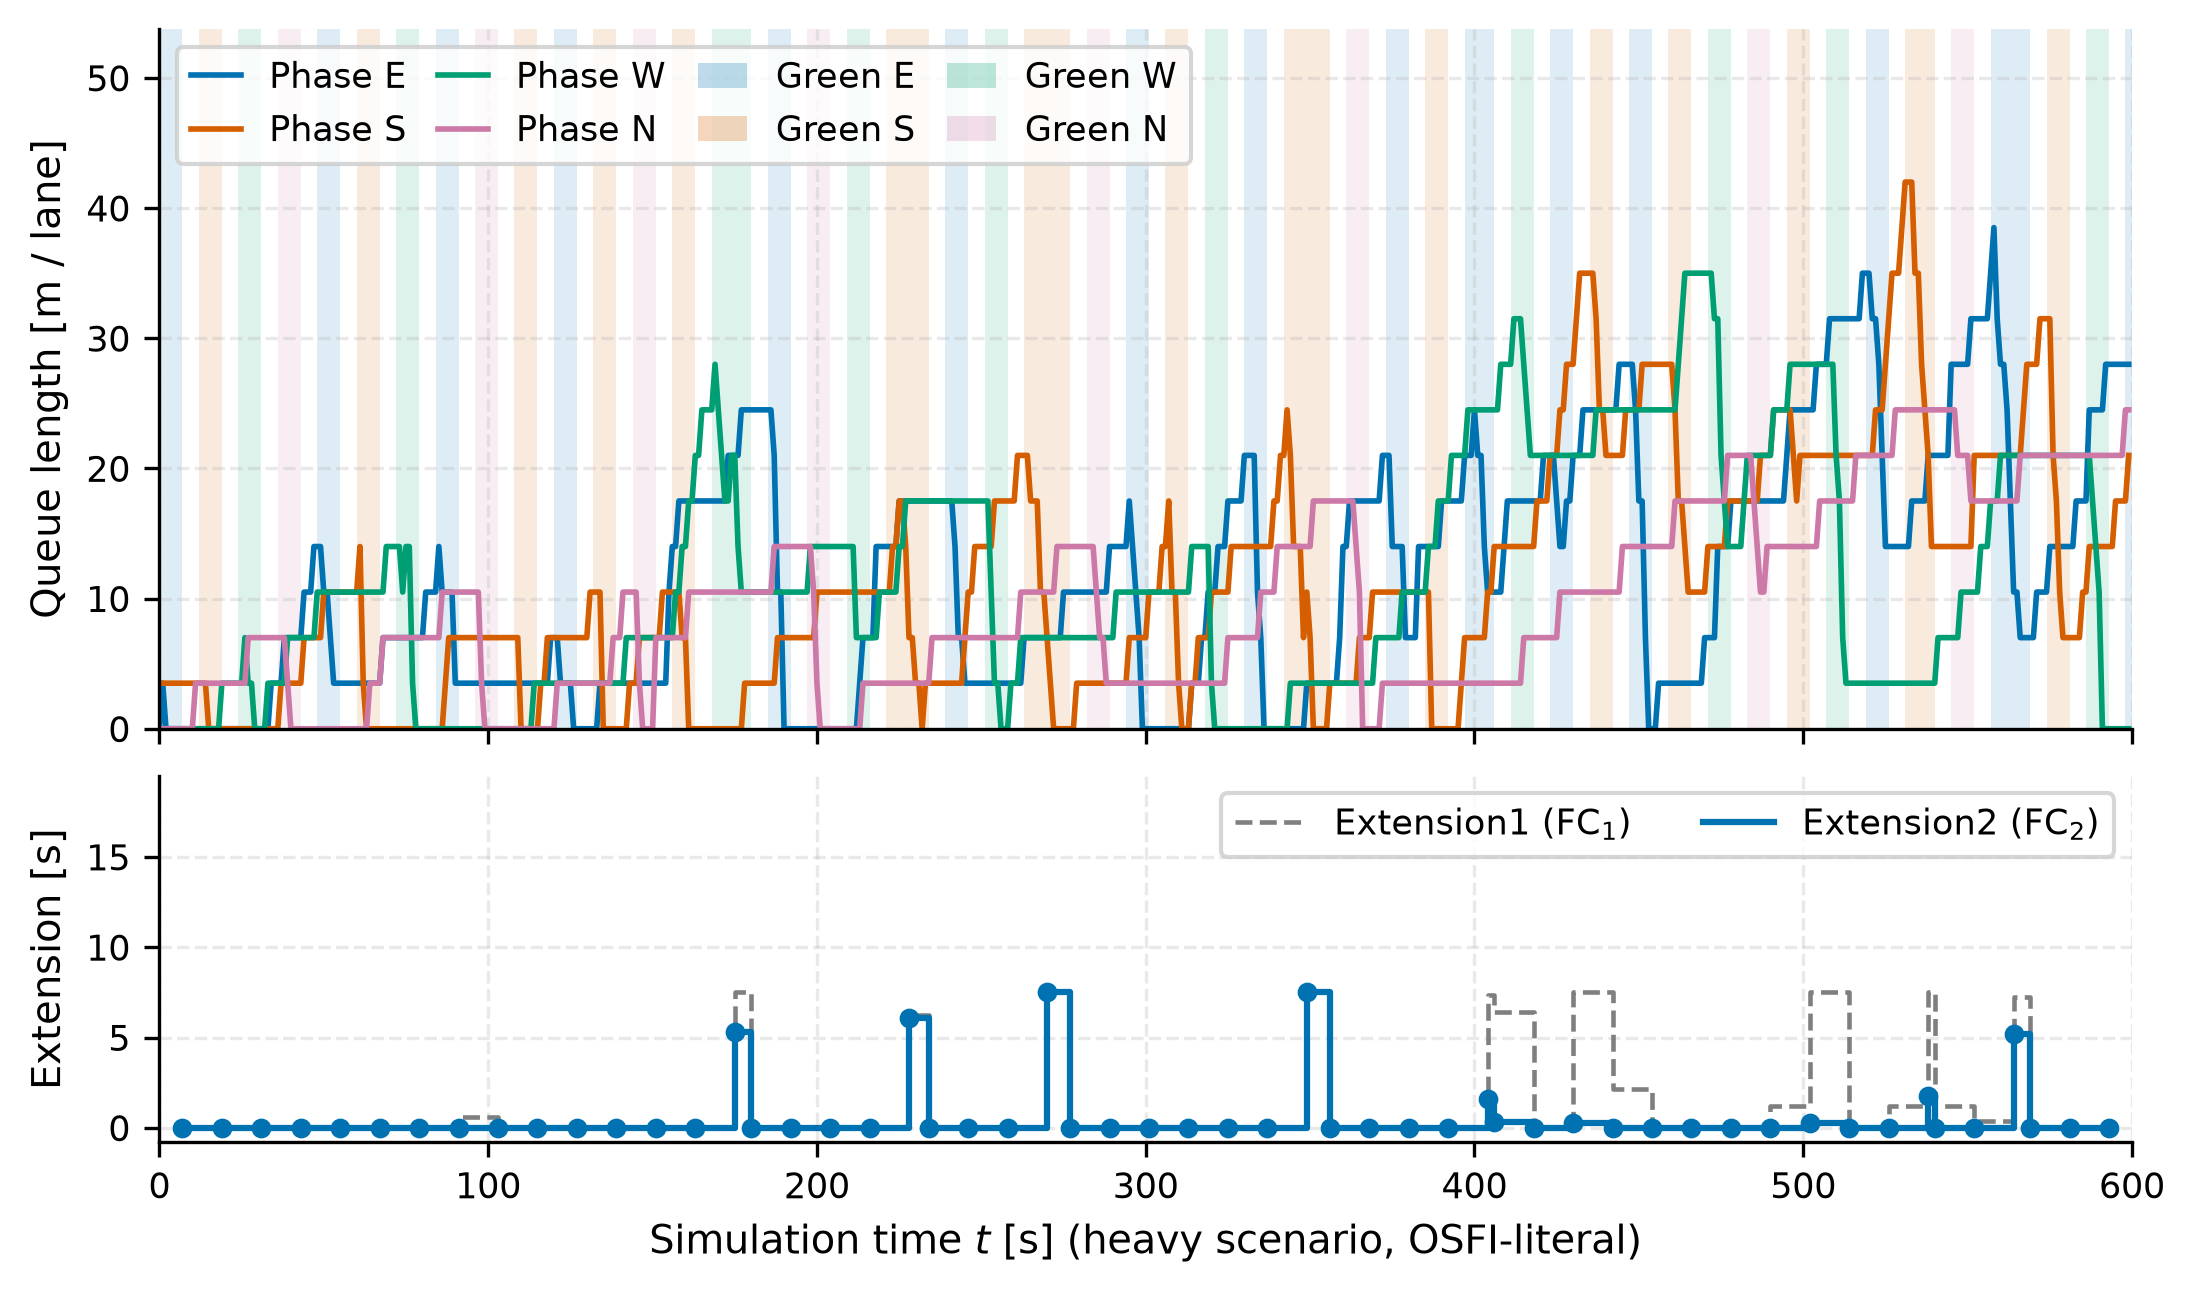 Phase E Phase W Green E Green W
Phase S Phase N Green S Green N
Queue length [m / lane]
50
40
30
20
10
0
Extension1 (FC₁) Extension2 (FC₂)
Extension [s]
15
10
5
0
0 100 200 300 400 500 600
Simulation time t [s] (heavy scenario, OSFI-literal)